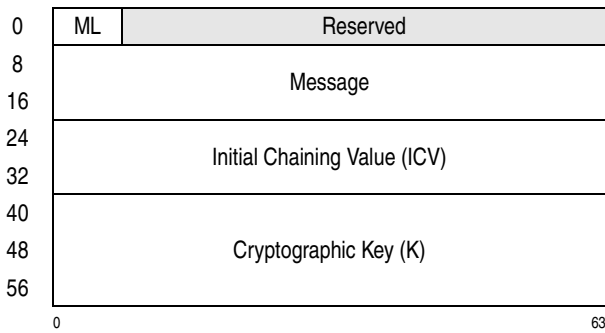 0 ML Reserved
8
Message
16
24
Initial Chaining Value (ICV)
32
40
48 Cryptographic Key (K)
56
0 63